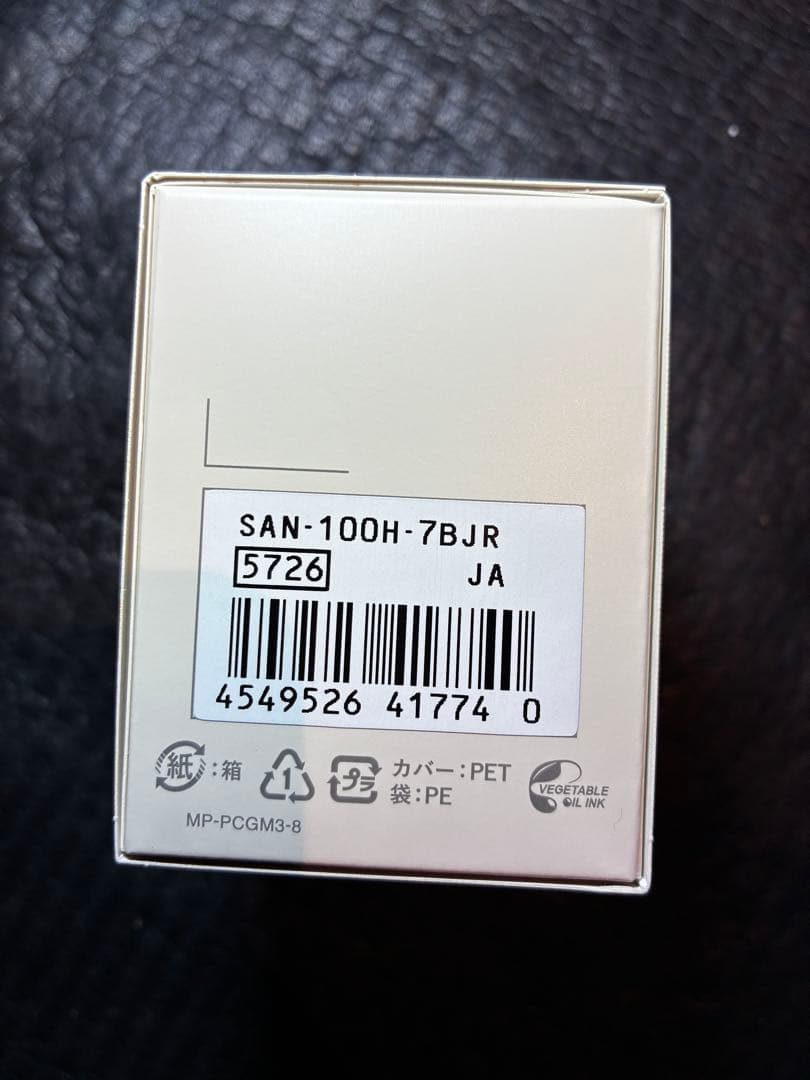 SAN-100H-7BJR
5726 JA
4549526 41774 0
紙:箱
1
プラ
カバー:PET
袋:PE
VEGETABLE
OIL INK
MP-PCGM3-8